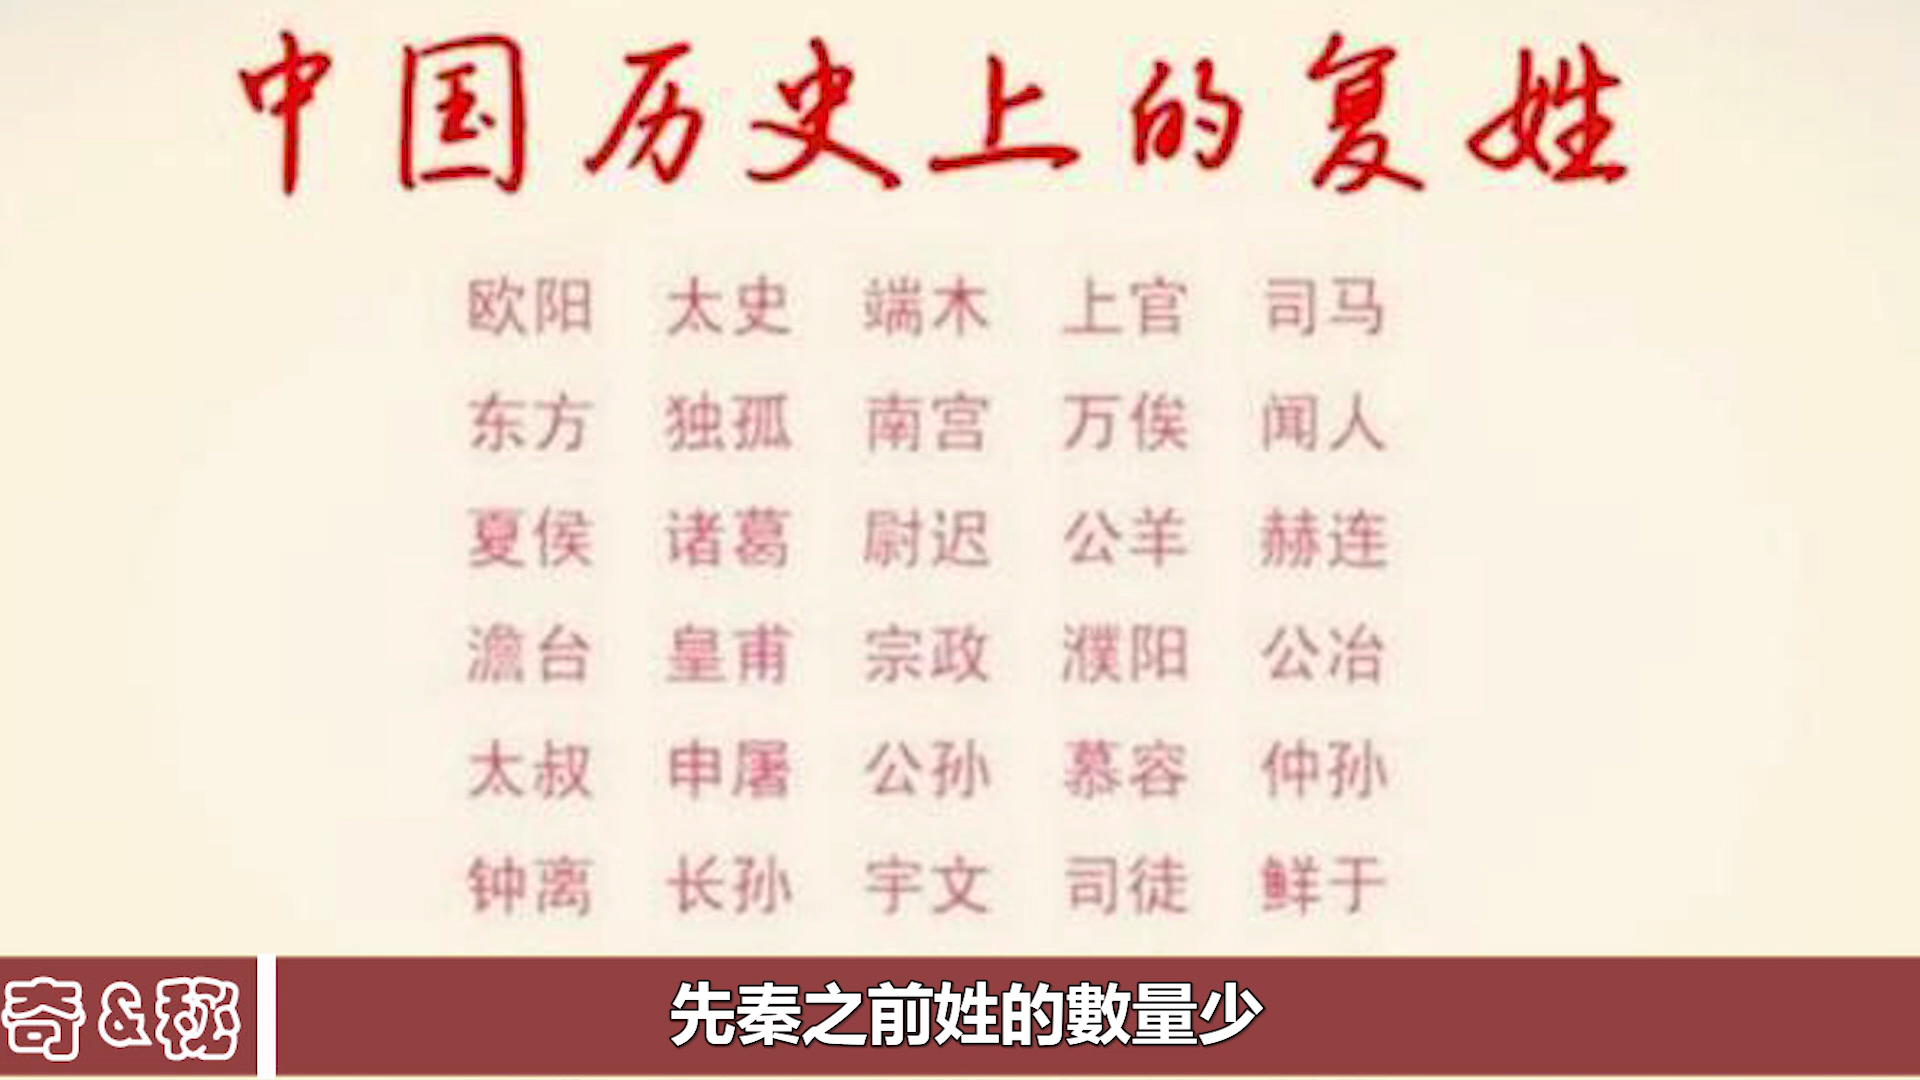 中国历史上的复姓
欧阳 太史 端木 上官 司马
东方 独孤 南宫 万俟 闻人
夏侯 诸葛 尉迟 公羊 赫连
澹台 皇甫 宗政 濮阳 公冶
太叔 申屠 公孙 慕容 仲孙
钟离 长孙 宇文 司徒 鲜于
奇&秘
先秦之前姓的數量少